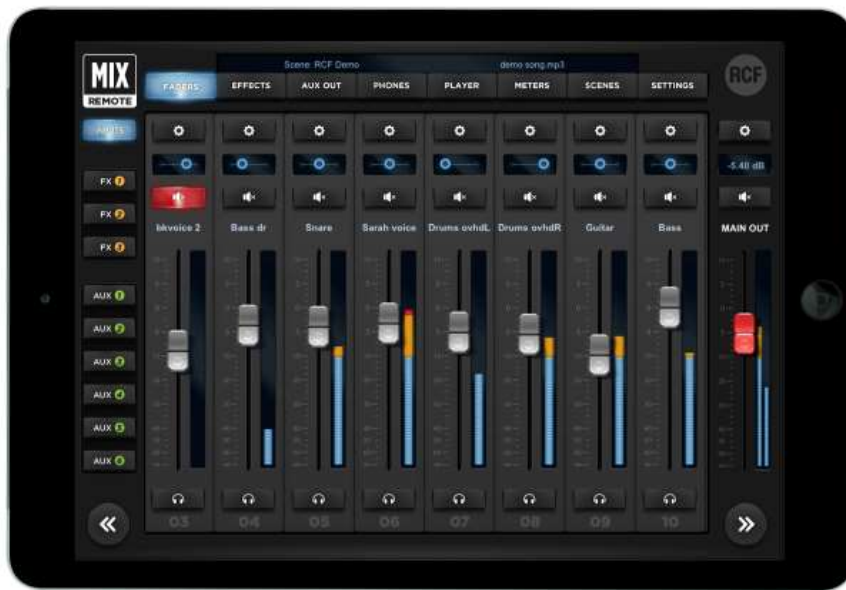 MIX
REMOTE
Scene: RCF Demo
demo song.mp3
RCF
FADERS
EFFECTS
AUX OUT
PHONES
PLAYER
METERS
SCENES
SETTINGS
INPUTS
-5.40 dB
FX 1
FX 2
FX 3
bkvoice 2
Bass dr
Snare
Sarah voice
Drums ovhdL
Drums ovhdR
Guitar
Bass
MAIN OUT
AUX 1
AUX 2
AUX 3
AUX 4
AUX 5
AUX 6
03
04
05
06
07
08
09
10